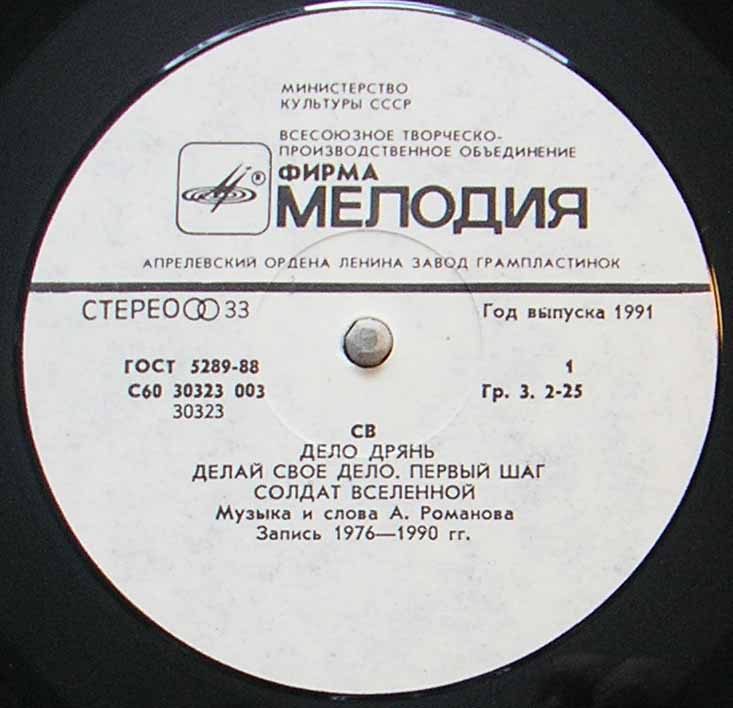 МИНИСТЕРСТВО
КУЛЬТУРЫ СССР
ВСЕСОЮЗНОЕ ТВОРЧЕСКО-
ПРОИЗВОДСТВЕННОЕ ОБЪЕДИНЕНИЕ
®
ФИРМА
МЕЛОДИЯ
АПРЕЛЕВСКИЙ ОРДЕНА ЛЕНИНА ЗАВОД ГРАМПЛАСТИНОК
СТЕРЕО 33 Год выпуска 1991
ГОСТ 5289-88 1
С60 30323 003 Гр. 3. 2-25
30323
СВ
ДЕЛО ДРЯНЬ
ДЕЛАЙ СВОЕ ДЕЛО. ПЕРВЫЙ ШАГ
СОЛДАТ ВСЕЛЕННОЙ
Музыка и слова А. Романова
Запись 1976—1990 гг.